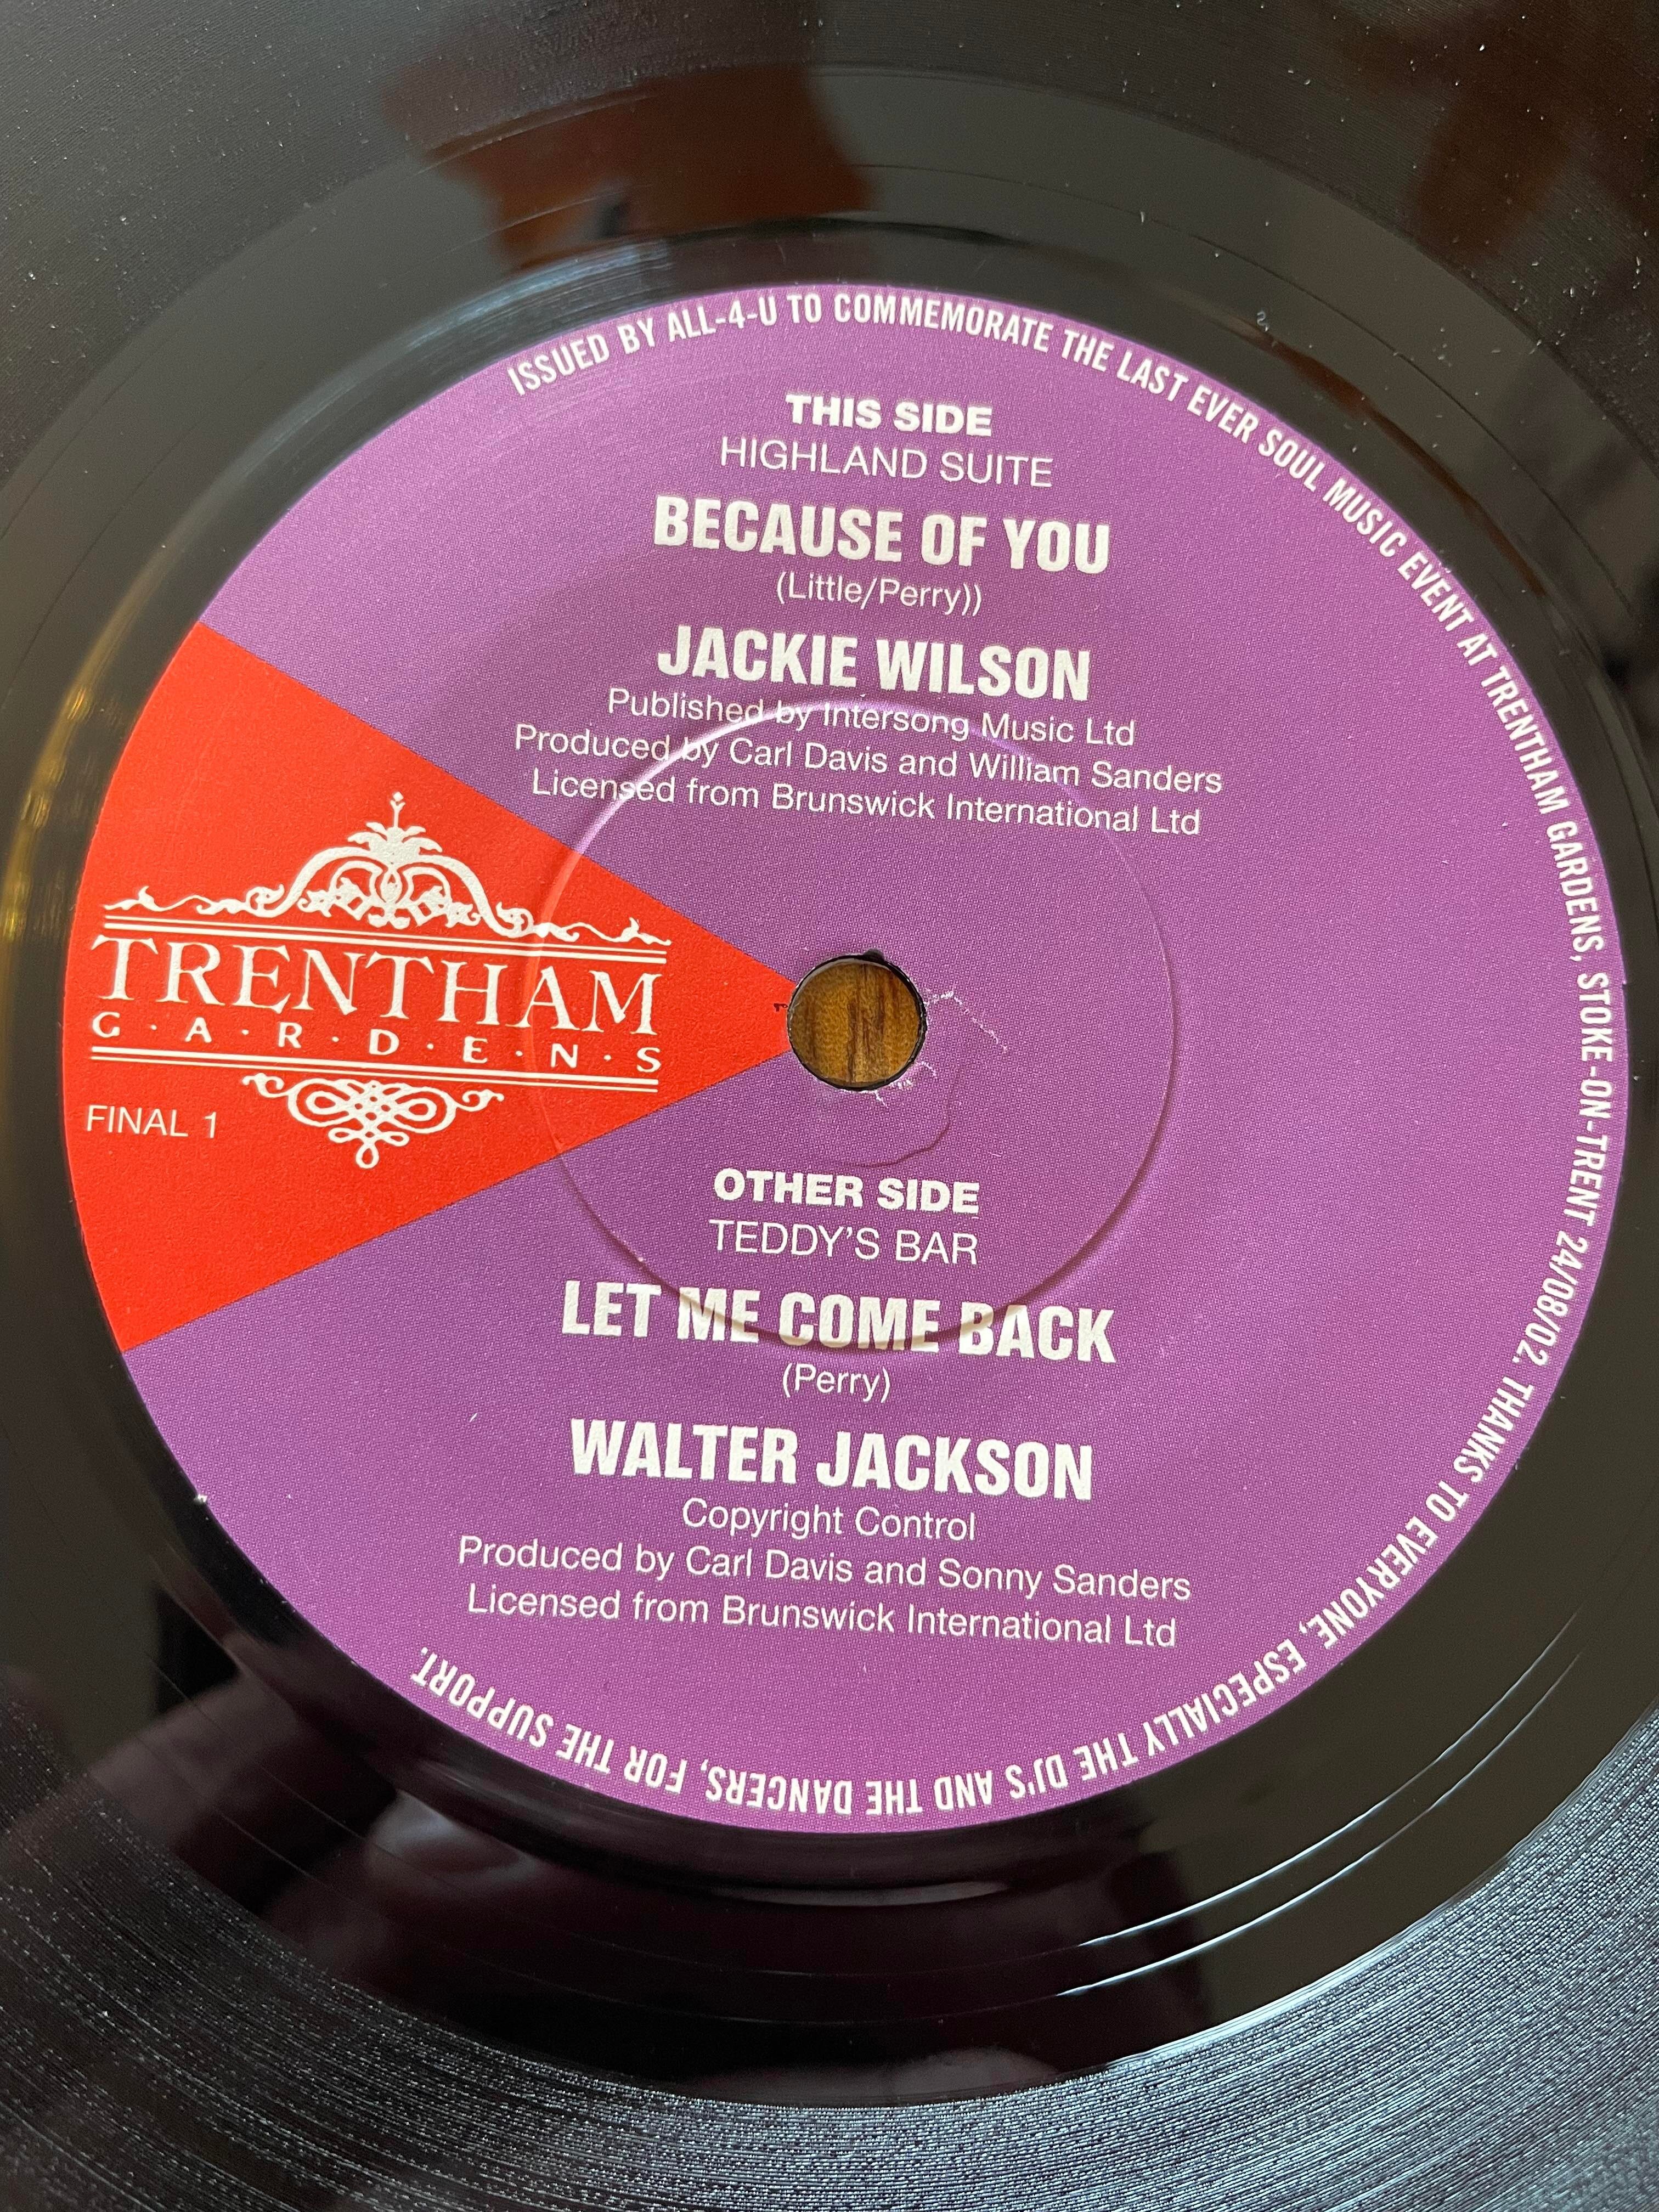 ISSUED BY ALL-4-U TO COMMEMORATE THE LAST EVER SOUL MUSIC EVENT AT TRENTHAM GARDENS, STOKE-ON-TRENT 24/08/02. THANKS TO EVERYONE, ESPECIALLY THE DJ'S AND THE DANCERS, FOR THE SUPPORT.
THIS SIDE
HIGHLAND SUITE
BECAUSE OF YOU
(Little/Perry))
JACKIE WILSON
Published by Intersong Music Ltd
Produced by Carl Davis and William Sanders
Licensed from Brunswick International Ltd
TRENTHAM
G·A·R·D·E·N·S
FINAL 1
OTHER SIDE
TEDDY'S BAR
LET ME COME BACK
(Perry)
WALTER JACKSON
Copyright Control
Produced by Carl Davis and Sonny Sanders
Licensed from Brunswick International Ltd